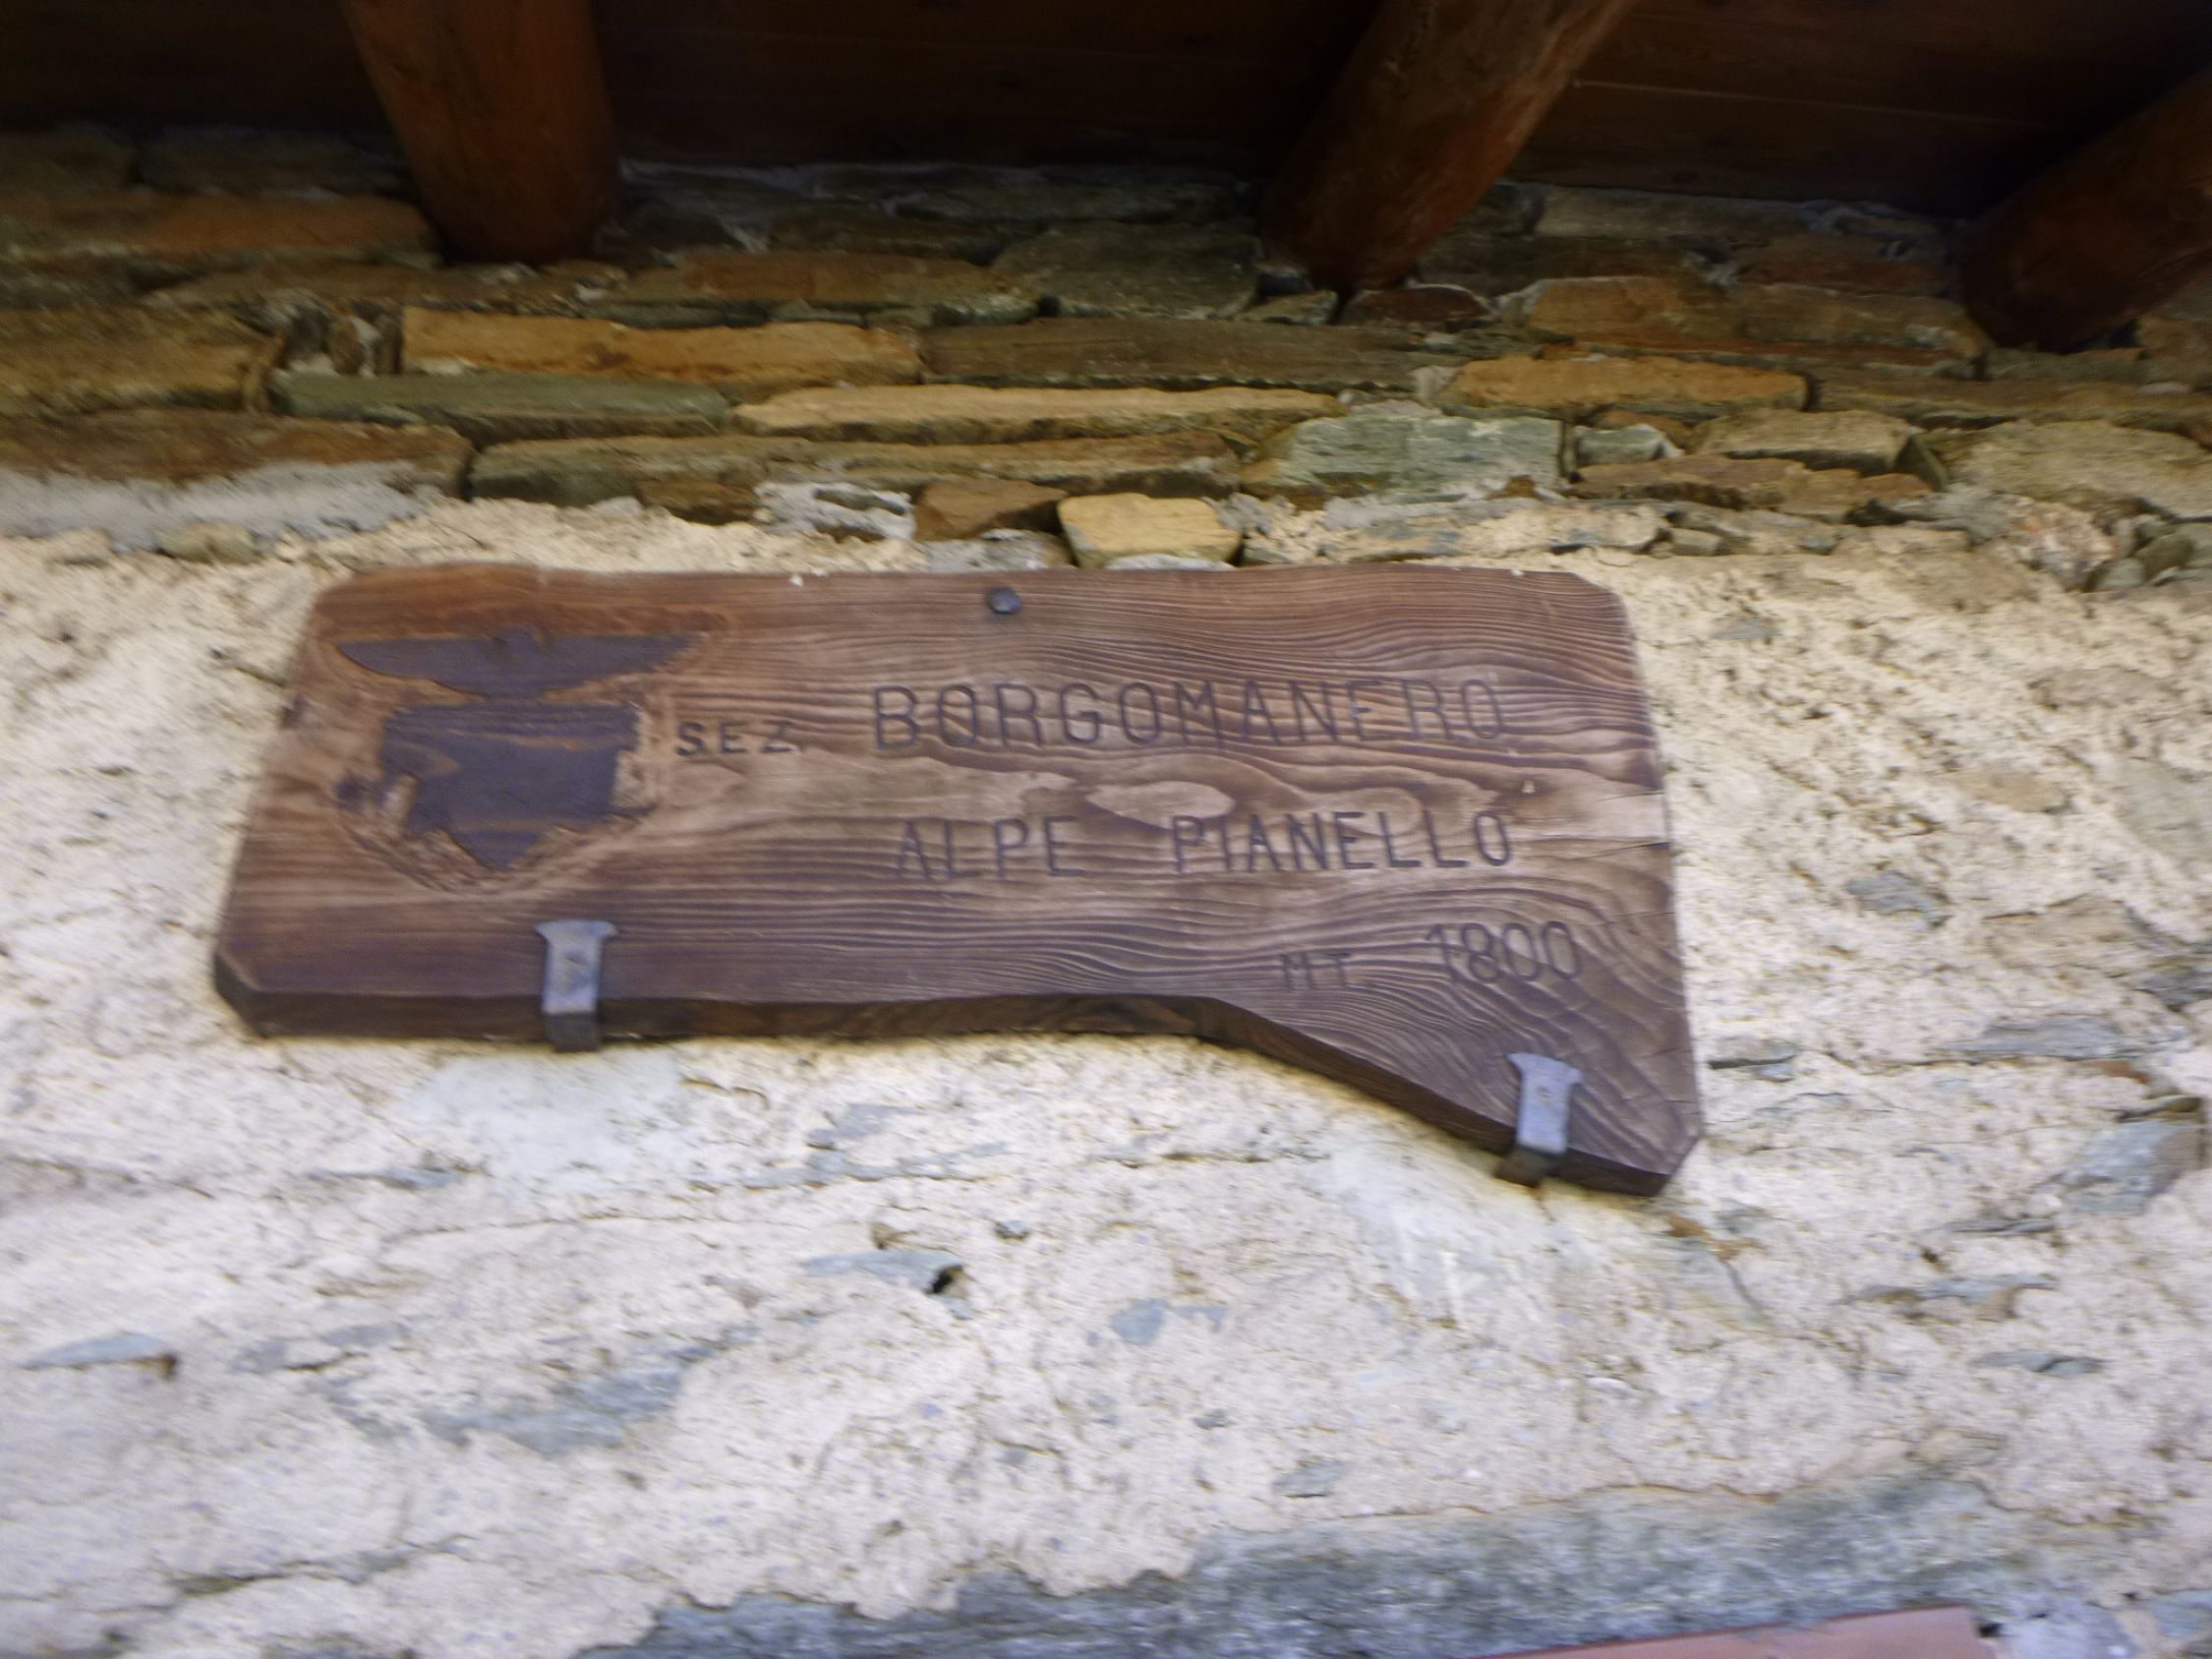 SEZ. BORGOMANERO
ALPE PIANELLO
MT. 1800